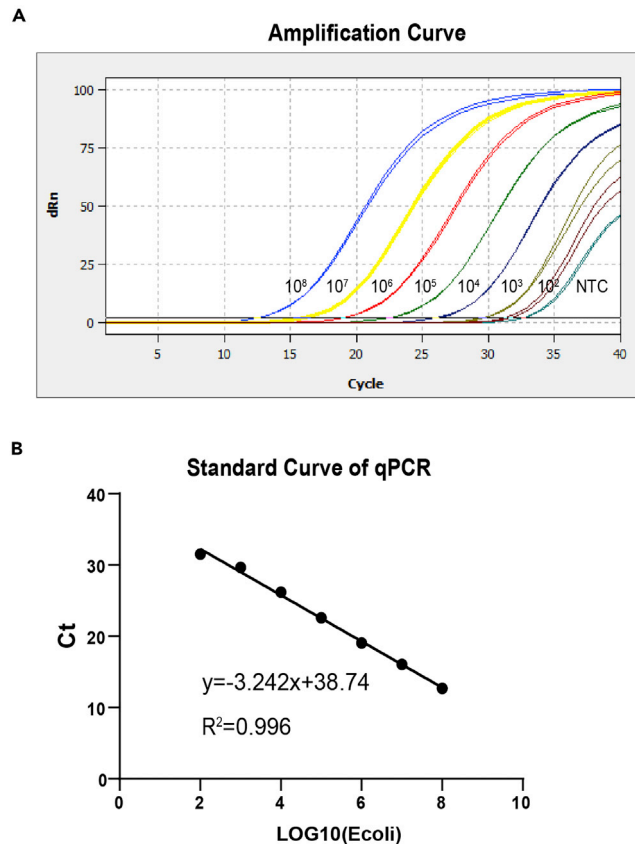 A
Amplification Curve
dRn
100
75
50
25
0
10⁸ 10⁷ 10⁶ 10⁵ 10⁴ 10³ 10² NTC
5 10 15 20 25 30 35 40
Cycle
B
Standard Curve of qPCR
Ct
40
30
20
10
0
y=-3.242x+38.74
R²=0.996
0 2 4 6 8 10
LOG10(Ecoli)